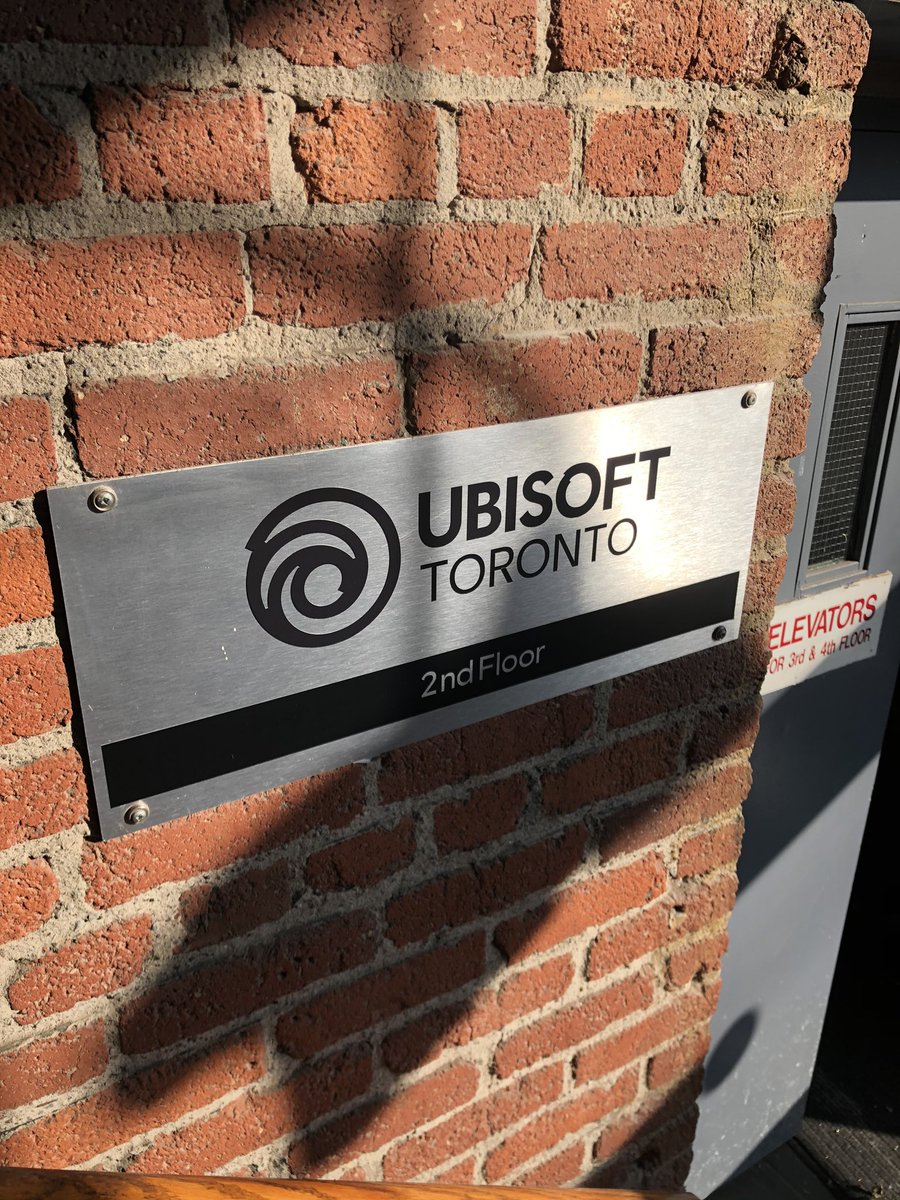 UBISOFT
TORONTO
2nd Floor
ELEVATORS
FOR 3rd & 4th FLOOR